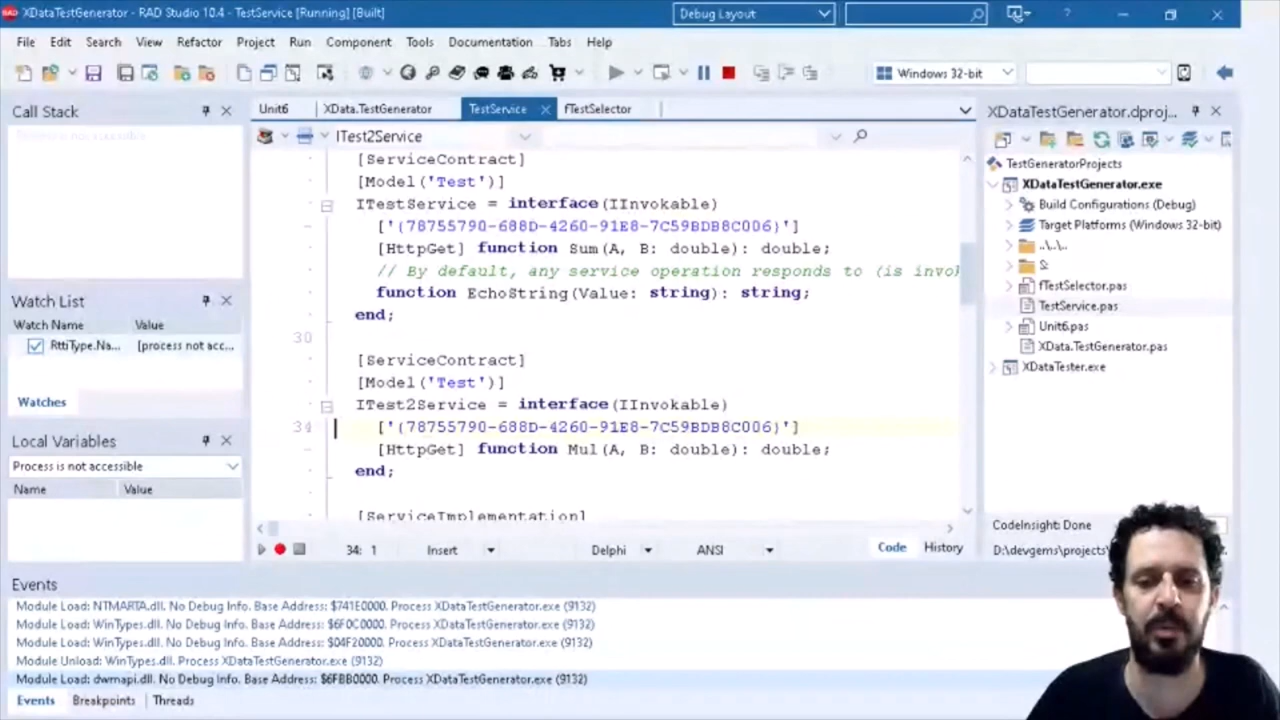 XDataTestGenerator - RAD Studio 10.4 - TestService [Running] [Built]
Debug Layout
File Edit Search View Refactor Project Run Component Tools Documentation Tabs Help
Windows 32-bit
Call Stack
Unit6 XData.TestGenerator TestService fTestSelector
XDataTestGenerator.dproj...
ITest2Service
TestGeneratorProjects
[ServiceContract]
XDataTestGenerator.exe
[Model('Test')]
Build Configurations (Debug)
ITestService = interface(IInvokable)
Target Platforms (Windows 32-bit)
['{78755790-688D-4260-91E8-7C59BDB8C006}']
..\..\..
[HttpGet] function Sum(A, B: double): double;
// By default, any service operation responds to (is invo
fTestSelector.pas
function EchoString(Value: string): string;
TestService.pas
end;
Unit6.pas
30
XData.TestGenerator.pas
[ServiceContract]
XDataTester.exe
[Model('Test')]
ITest2Service = interface(IInvokable)
34 ['{78755790-688D-4260-91E8-7C59BDB8C006}']
[HttpGet] function Mul(A, B: double): double;
end;
[ServiceImplementation]
Watch List
Watch Name Value
RttiType.Na... [process not acc...
Watches
Local Variables
Process is not accessible
Name Value
CodeInsight: Done
34: 1 Insert Delphi ANSI Code History
D:\devgems\projects\
Events
Module Load: NTMARTA.dll. No Debug Info. Base Address: $741E0000. Process XDataTestGenerator.exe (9132)
Module Load: WinTypes.dll. No Debug Info. Base Address: $6F0C0000. Process XDataTestGenerator.exe (9132)
Module Load: WinTypes.dll. No Debug Info. Base Address: $04F20000. Process XDataTestGenerator.exe (9132)
Module Unload: WinTypes.dll. Process XDataTestGenerator.exe (9132)
Module Load: dwmapi.dll. No Debug Info. Base Address: $6FBB0000. Process XDataTestGenerator.exe (9132)
Events Breakpoints Threads